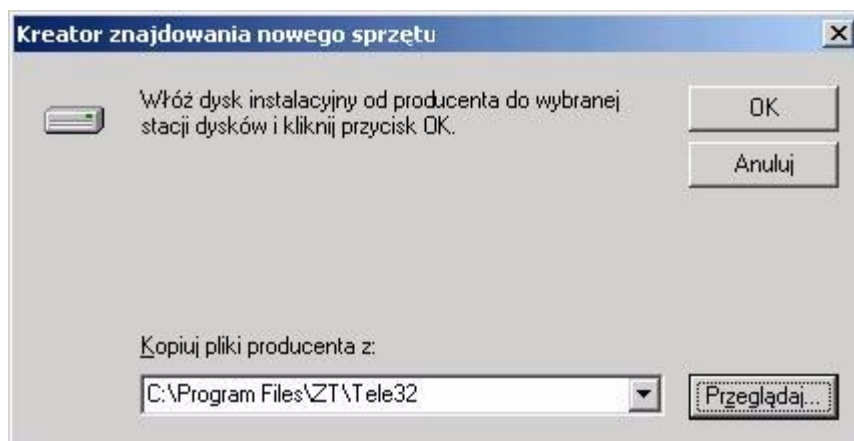 Kreator znajdowania nowego sprzętu
Włóż dysk instalacyjny od producenta do wybranej
stacji dysków i kliknij przycisk OK.
OK
Anuluj
Kopiuj pliki producenta z:
C:\Program Files\ZT\Tele32
Przeglądaj...